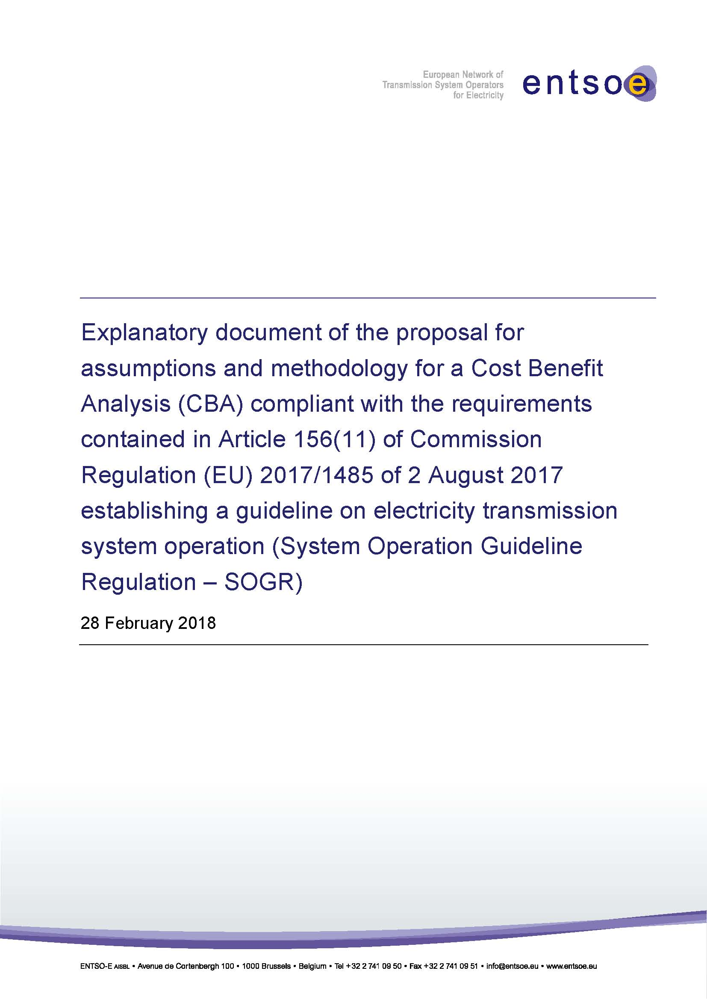 European Network of
Transmission System Operators
for Electricity
entsoe
Explanatory document of the proposal for
assumptions and methodology for a Cost Benefit
Analysis (CBA) compliant with the requirements
contained in Article 156(11) of Commission
Regulation (EU) 2017/1485 of 2 August 2017
establishing a guideline on electricity transmission
system operation (System Operation Guideline
Regulation – SOGR)
28 February 2018
ENTSO-E AISBL • Avenue de Cortenbergh 100 • 1000 Brussels • Belgium • Tel +32 2 741 09 50 • Fax +32 2 741 09 51 • info@entsoe.eu • www.entsoe.eu